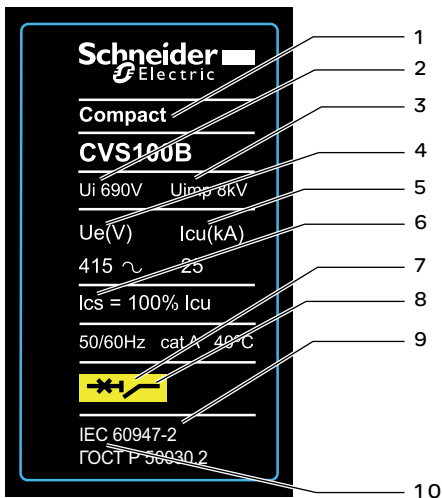 Schneider
Electric
Compact
CVS100B
Ui 690V Uimp 8kV
Ue(V) Icu(kA)
415 ~ 25
Ics = 100% Icu
50/60Hz cat A 40°C
IEC 60947-2
ГОСТ Р 50030.2
1
2
3
4
5
6
7
8
9
10